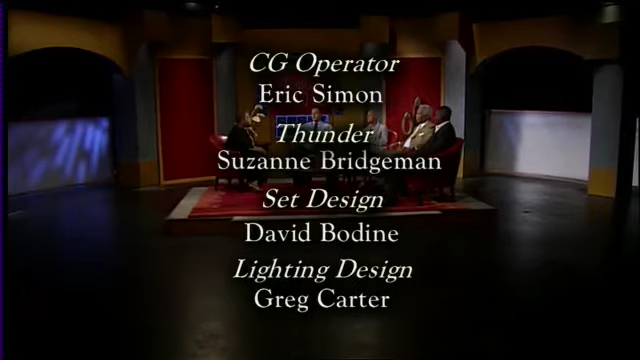 CG Operator
Eric Simon
Thunder
Suzanne Bridgeman
Set Design
David Bodine
Lighting Design
Greg Carter